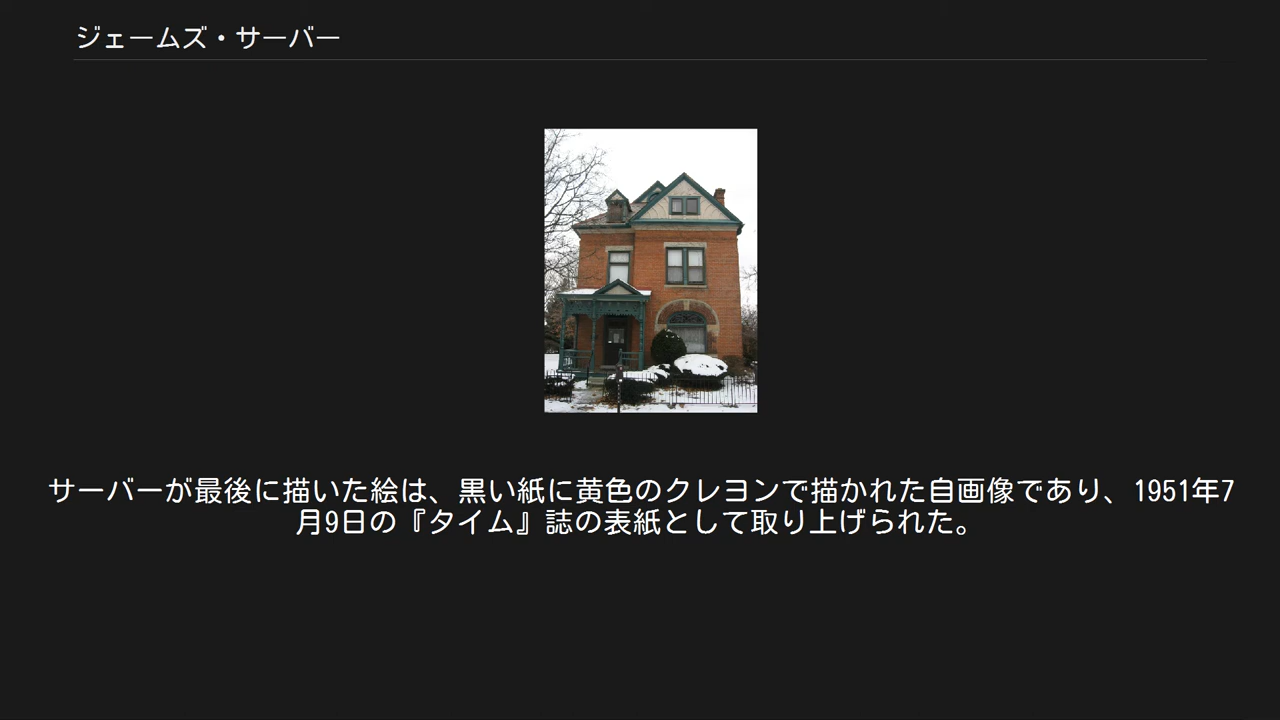 ジェームズ・サーバー
サーバーが最後に描いた絵は、黒い紙に黄色のクレヨンで描かれた自画像であり、1951年7
月9日の『タイム』誌の表紙として取り上げられた。